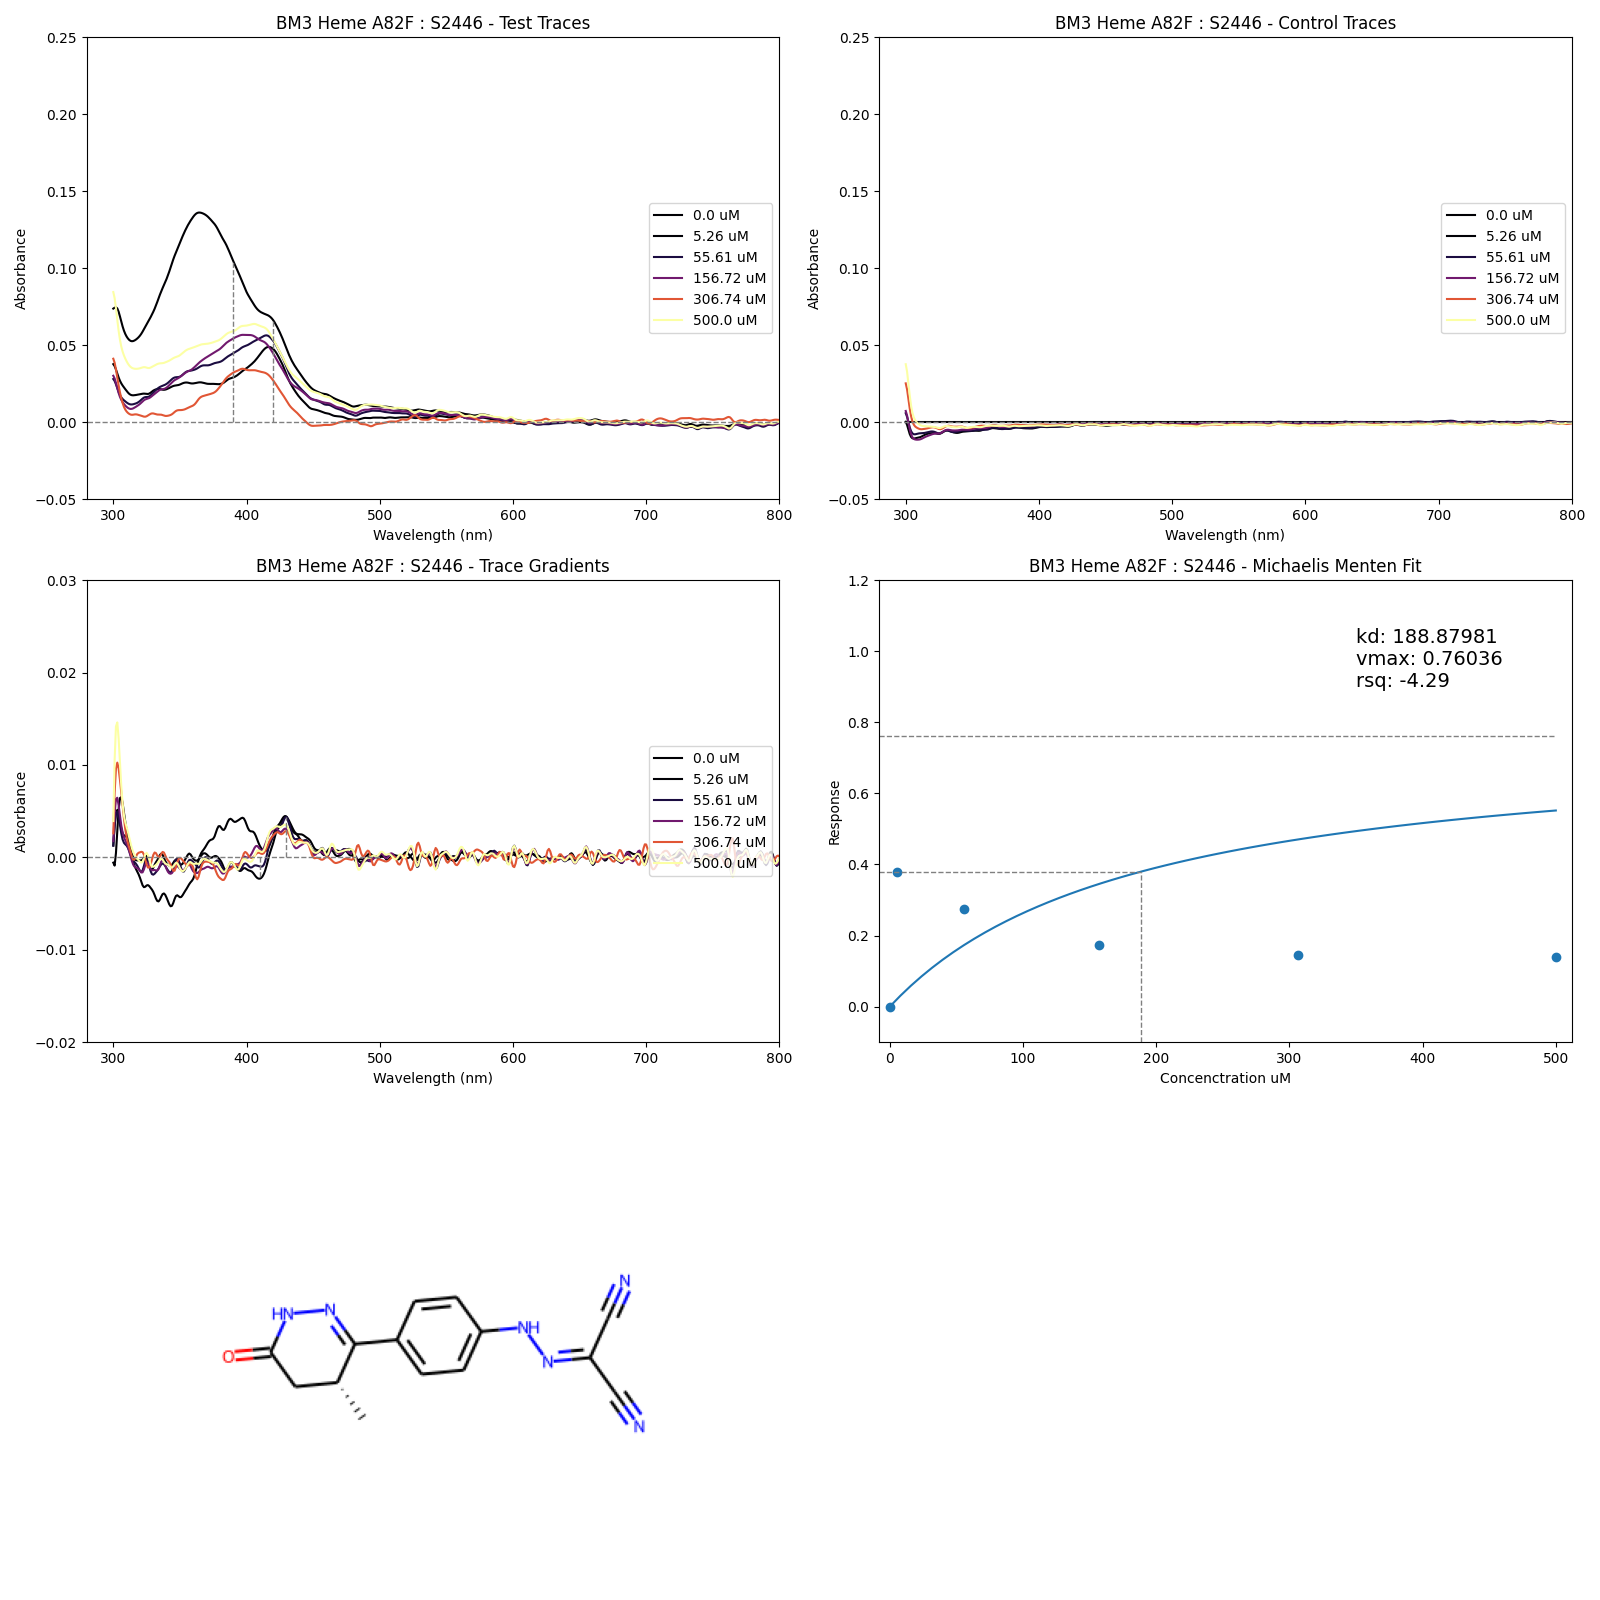 BM3 Heme A82F : S2446 - Test Traces
0.25
0.20
0.15
0.10
0.05
0.00
−0.05
Absorbance
300
400
500
600
700
800
Wavelength (nm)
0.0 uM
5.26 uM
55.61 uM
156.72 uM
306.74 uM
500.0 uM
BM3 Heme A82F : S2446 - Control Traces
0.25
0.20
0.15
0.10
0.05
0.00
−0.05
Absorbance
300
400
500
600
700
800
Wavelength (nm)
0.0 uM
5.26 uM
55.61 uM
156.72 uM
306.74 uM
500.0 uM
BM3 Heme A82F : S2446 - Trace Gradients
0.03
0.02
0.01
0.00
−0.01
−0.02
Absorbance
300
400
500
600
700
800
Wavelength (nm)
0.0 uM
5.26 uM
55.61 uM
156.72 uM
306.74 uM
500.0 uM
BM3 Heme A82F : S2446 - Michaelis Menten Fit
1.2
1.0
0.8
0.6
0.4
0.2
0.0
Response
kd: 188.87981
vmax: 0.76036
rsq: -4.29
0
100
200
300
400
500
Concenctration uM
N
HN
N
NH
O
N
N